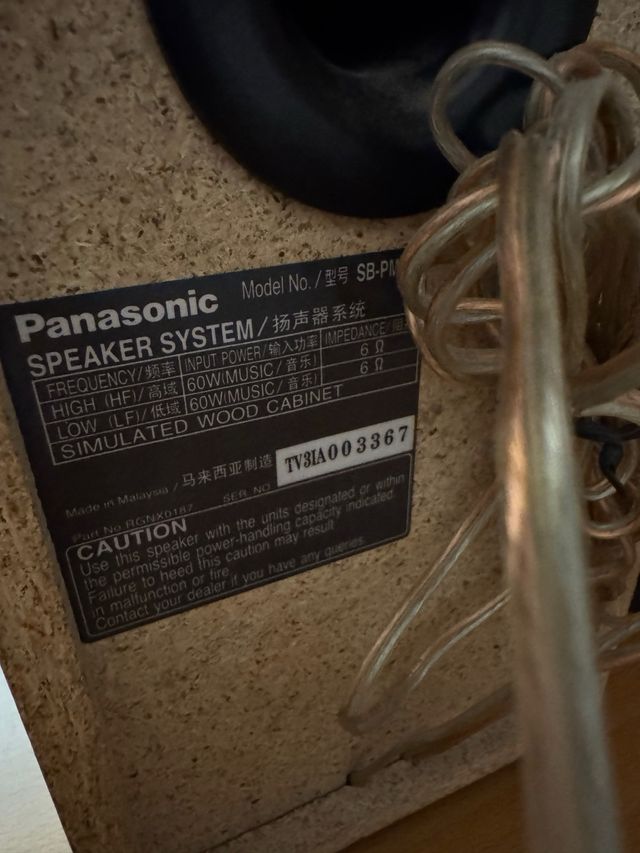 Panasonic Model No./型号 SB-PM
SPEAKER SYSTEM/扬声器系统
FREQUENCY/频率 INPUT POWER/输入功率 IMPEDANCE/阻
HIGH (HF)/高域 60W(MUSIC/音乐) 6 Ω
LOW (LF)/低域 60W(MUSIC/音乐) 6 Ω
SIMULATED WOOD CABINET
Made in Malaysia / 马来西亚制造 TV3IA003367
Part No.RGNX0187 SER. NO.
CAUTION
Use this speaker with the units designated or within
the permissible power-handling capacity indicated.
Failure to heed this caution may result
in malfunction or fire.
Contact your dealer if you have any queries.